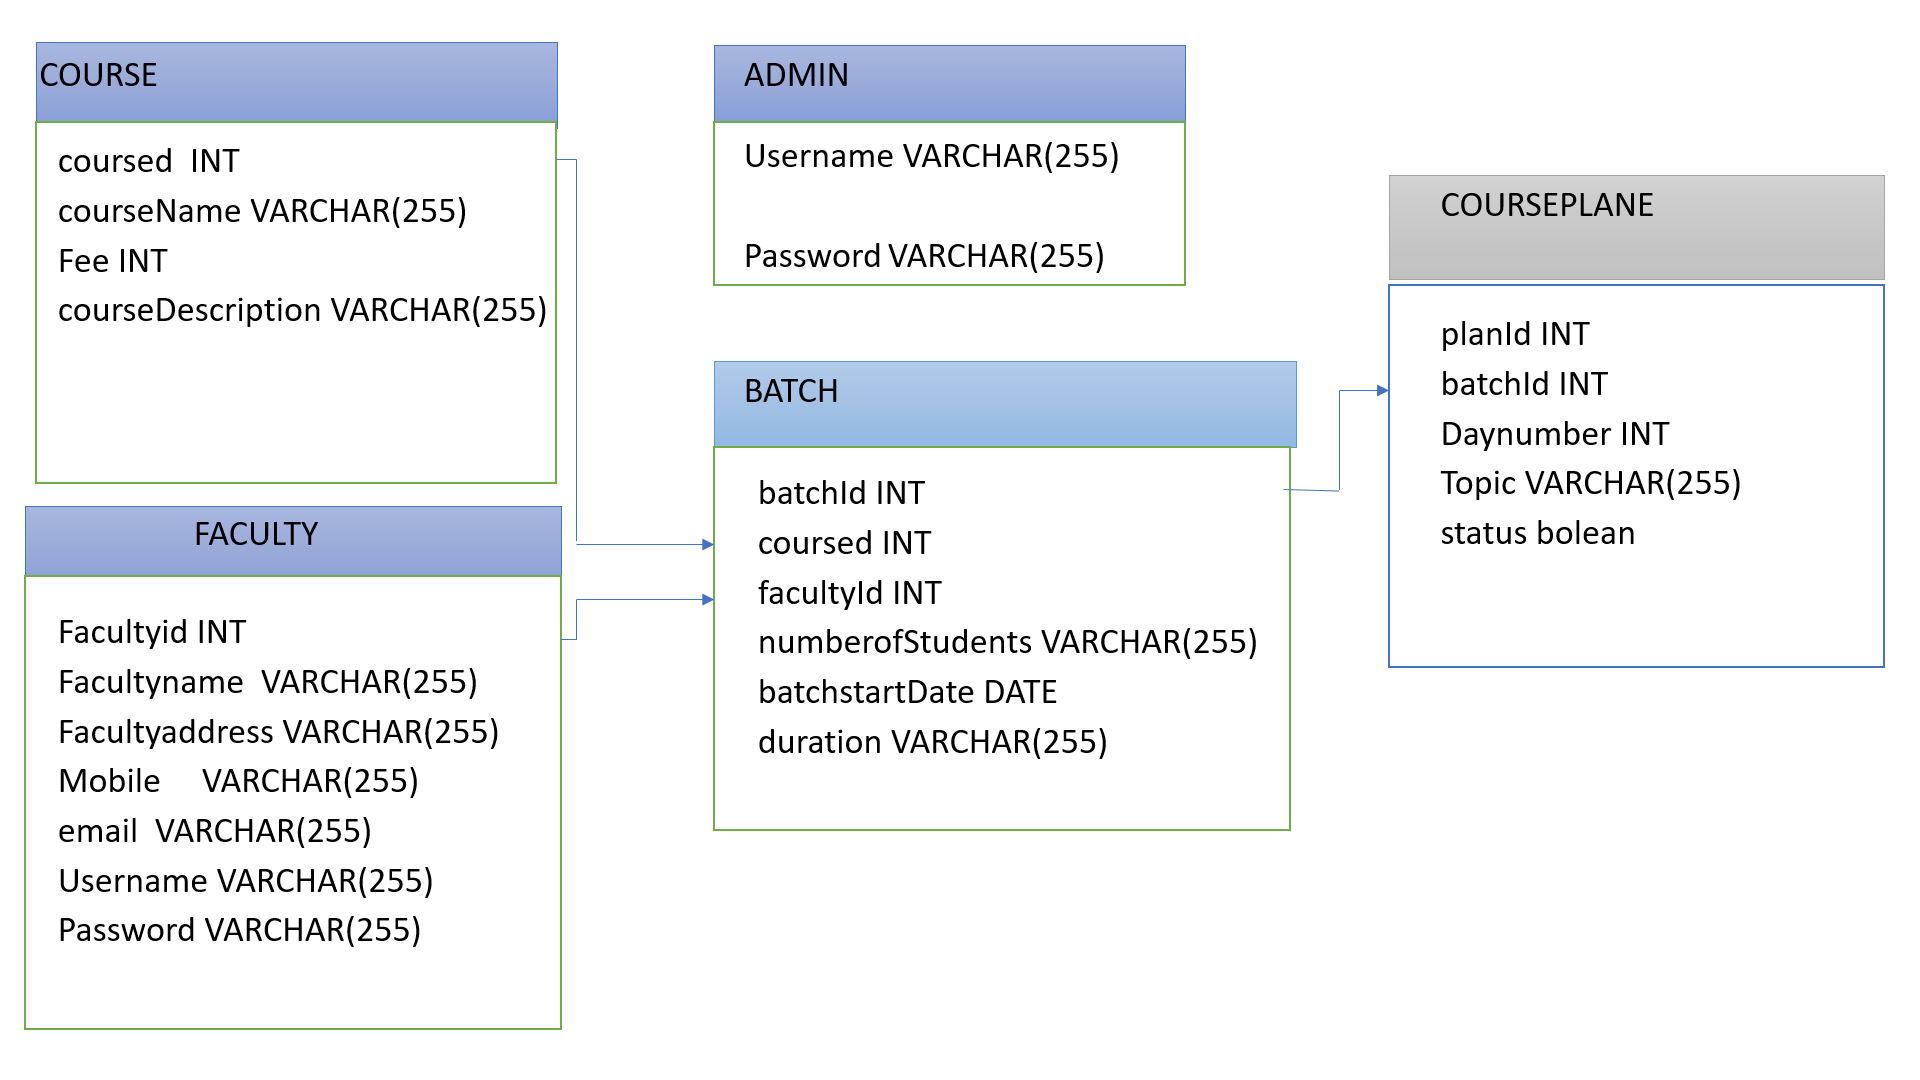 COURSE
coursed  INT
courseName VARCHAR(255)
Fee INT
courseDescription VARCHAR(255)
FACULTY
Facultyid INT
Facultyname  VARCHAR(255)
Facultyaddress VARCHAR(255)
Mobile     VARCHAR(255)
email  VARCHAR(255)
Username VARCHAR(255)
Password VARCHAR(255)
ADMIN
Username VARCHAR(255)
Password VARCHAR(255)
BATCH
batchId INT
coursed INT
facultyId INT
numberofStudents VARCHAR(255)
batchstartDate DATE
duration VARCHAR(255)
COURSEPLANE
planId INT
batchId INT
Daynumber INT
Topic VARCHAR(255)
status bolean